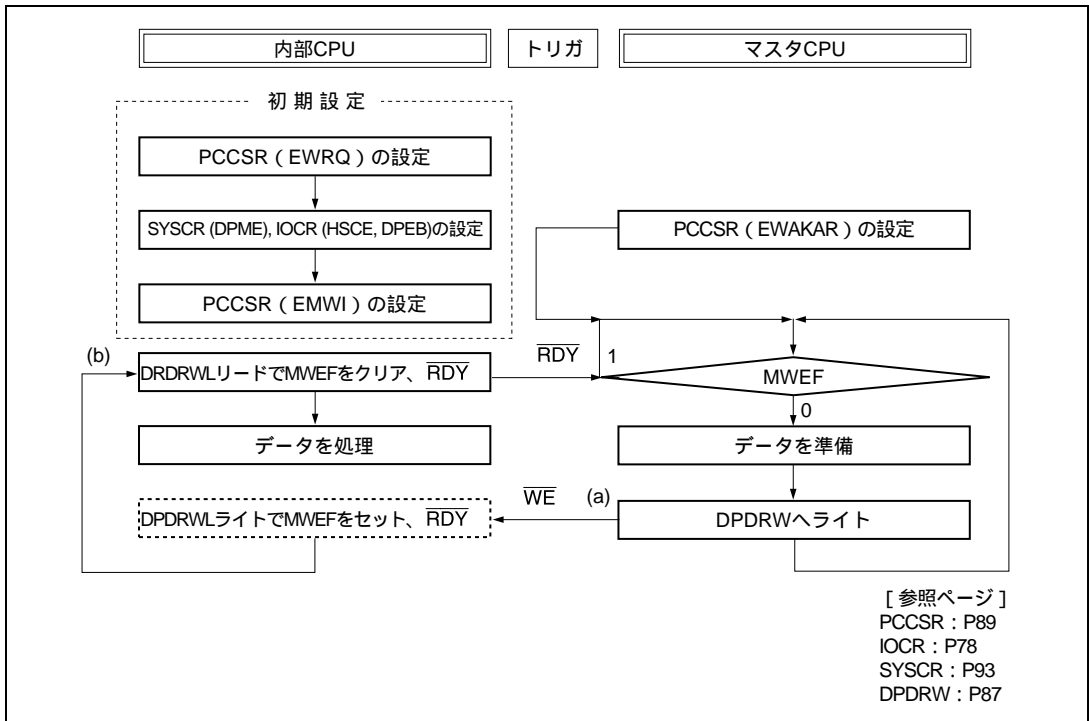 内部CPU
トリガ
マスタCPU
初期設定
PCCSR(EWRQ)の設定
SYSCR (DPME), IOCR (HSCE, DPEB)の設定
PCCSR(EWAKAR)の設定
PCCSR(EMWI)の設定
(b)
DRDRWLリードでMWEFをクリア、RDY
RDY
1
MWEF
0
データを処理
データを準備
DPDRWLライトでMWEFをセット、RDY
WE
(a)
DPDRWへライト
[参照ページ]
PCCSR:P89
IOCR:P78
SYSCR:P93
DPDRW:P87